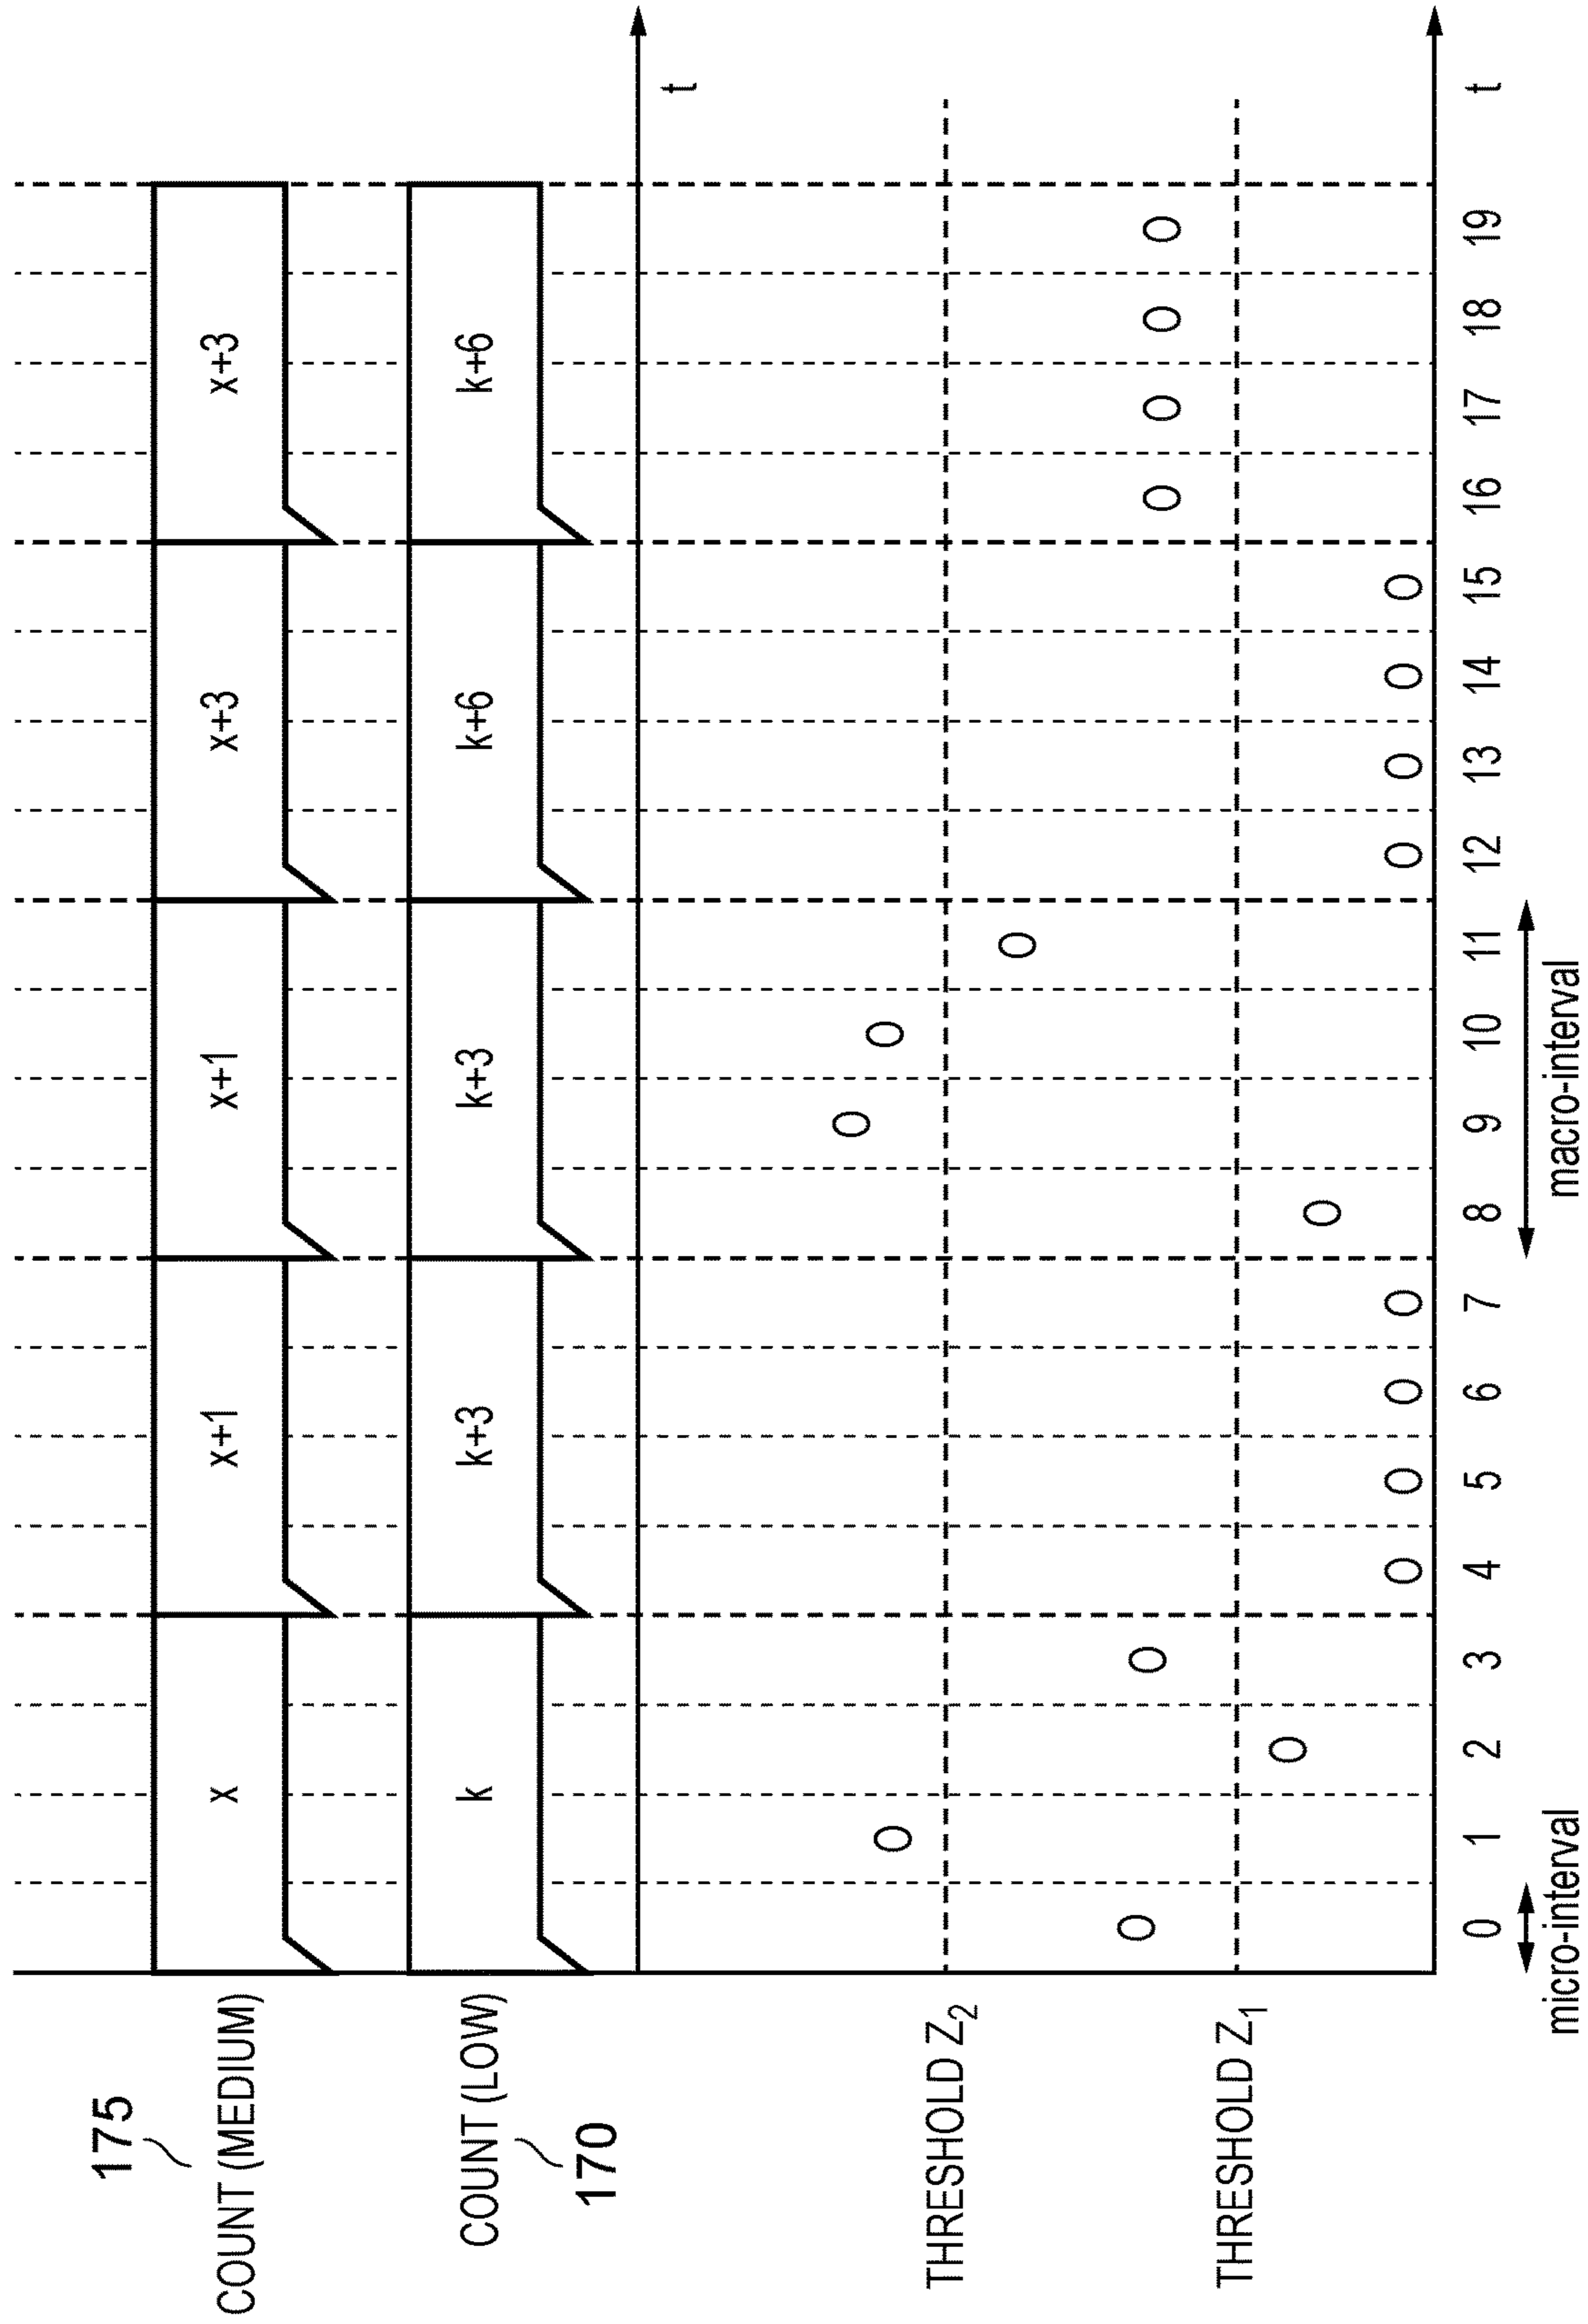 175
COUNT (MEDIUM)
x
x+1
x+1
x+3
x+3
COUNT (LOW)
170
k
k+3
k+3
k+6
k+6
t
THRESHOLD Z2
THRESHOLD Z1
0 1 2 3 4 5 6 7 8 9 10 11 12 13 14 15 16 17 18 19 t
micro-interval
macro-interval